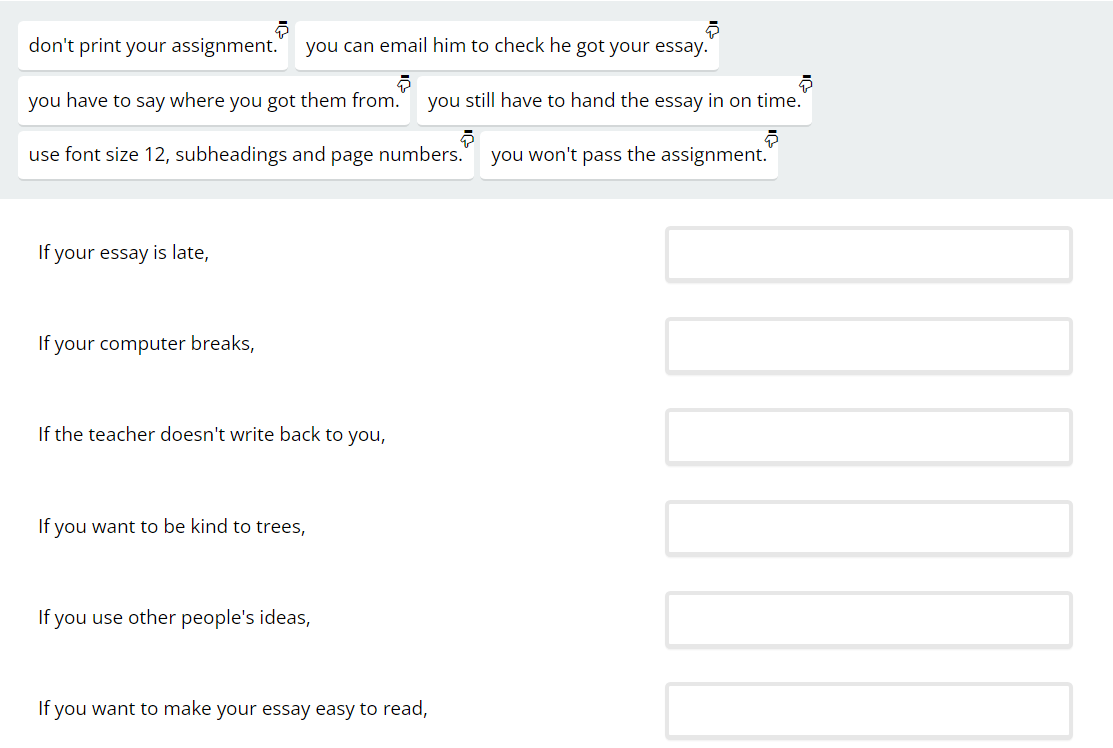 don't print your assignment. you can email him to check he got your essay.
you have to say where you got them from. you still have to hand the essay in on time.
use font size 12, subheadings and page numbers. you won't pass the assignment.
If your essay is late,
If your computer breaks,
If the teacher doesn't write back to you,
If you want to be kind to trees,
If you use other people's ideas,
If you want to make your essay easy to read,